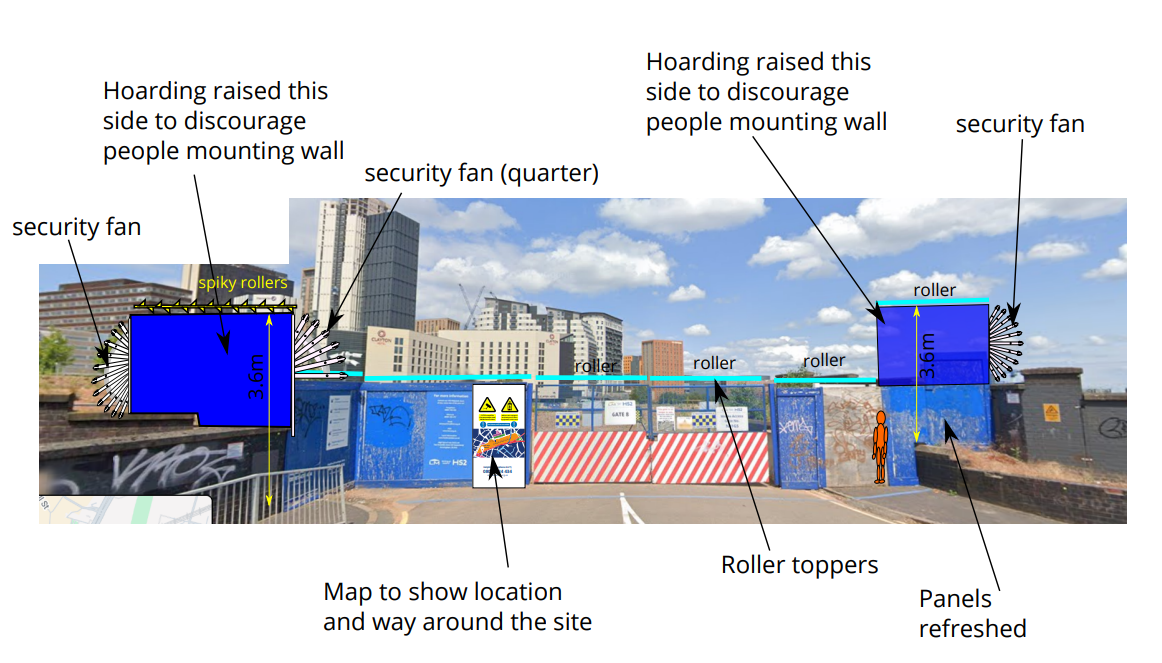 Hoarding raised this
side to discourage
people mounting wall
Hoarding raised this
side to discourage
people mounting wall
security fan
security fan (quarter)
security fan
spiky rollers
roller
3.6m
3.6m
roller
roller
roller
GATE 8
HS2
Roller toppers
Map to show location
and way around the site
Panels
refreshed